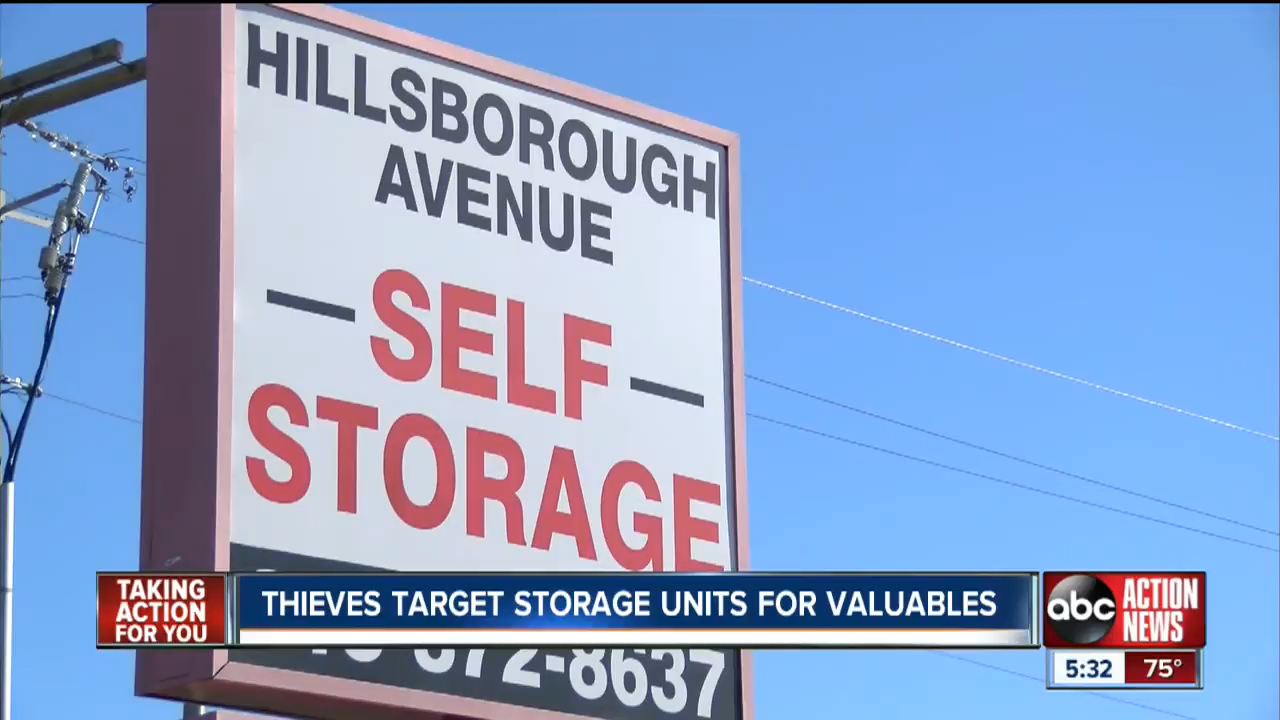 HILLSBOROUGH
AVENUE
SELF
STORAGE
872-8637
TAKING
ACTION
FOR YOU
THIEVES TARGET STORAGE UNITS FOR VALUABLES
abc
ACTION
NEWS
5:32
75°